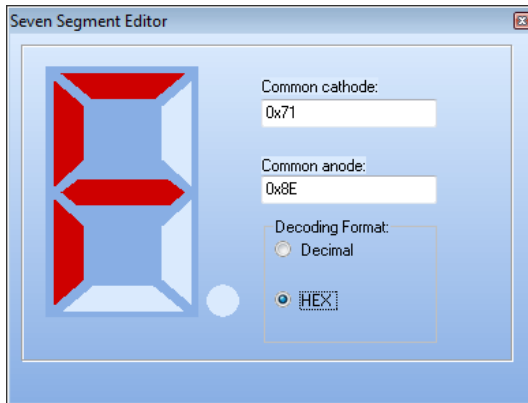 Seven Segment Editor
Common cathode:
0x71
Common anode:
0x8E
Decoding Format:
Decimal
HEX